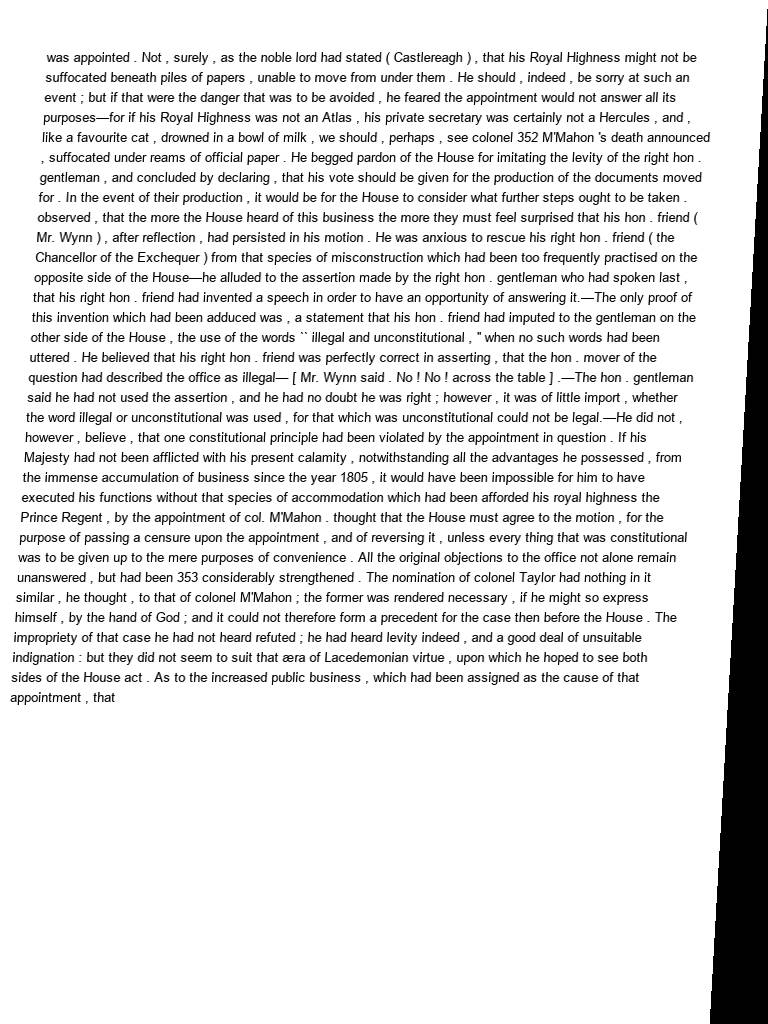 was appointed . Not , surely , as the noble lord had stated ( Castlereagh ) , that his Royal Highness might not be
suffocated beneath piles of papers , unable to move from under them . He should , indeed , be sorry at such an
event ; but if that were the danger that was to be avoided , he feared the appointment would not answer all its
purposes—for if his Royal Highness was not an Atlas , his private secretary was certainly not a Hercules , and ,
like a favourite cat , drowned in a bowl of milk , we should , perhaps , see colonel 352 M'Mahon 's death announced
, suffocated under reams of official paper . He begged pardon of the House for imitating the levity of the right hon .
gentleman , and concluded by declaring , that his vote should be given for the production of the documents moved
for . In the event of their production , it would be for the House to consider what further steps ought to be taken .
observed , that the more the House heard of this business the more they must feel surprised that his hon . friend (
Mr. Wynn ) , after reflection , had persisted in his motion . He was anxious to rescue his right hon . friend ( the
Chancellor of the Exchequer ) from that species of misconstruction which had been too frequently practised on the
opposite side of the House—he alluded to the assertion made by the right hon . gentleman who had spoken last ,
that his right hon . friend had invented a speech in order to have an opportunity of answering it.—The only proof of
this invention which had been adduced was , a statement that his hon . friend had imputed to the gentleman on the
other side of the House , the use of the words `` illegal and unconstitutional , '' when no such words had been
uttered . He believed that his right hon . friend was perfectly correct in asserting , that the hon . mover of the
question had described the office as illegal— [ Mr. Wynn said . No ! No ! across the table ] .—The hon . gentleman
said he had not used the assertion , and he had no doubt he was right ; however , it was of little import , whether
the word illegal or unconstitutional was used , for that which was unconstitutional could not be legal.—He did not ,
however , believe , that one constitutional principle had been violated by the appointment in question . If his
Majesty had not been afflicted with his present calamity , notwithstanding all the advantages he possessed , from
the immense accumulation of business since the year 1805 , it would have been impossible for him to have
executed his functions without that species of accommodation which had been afforded his royal highness the
Prince Regent , by the appointment of col. M'Mahon . thought that the House must agree to the motion , for the
purpose of passing a censure upon the appointment , and of reversing it , unless every thing that was constitutional
was to be given up to the mere purposes of convenience . All the original objections to the office not alone remain
unanswered , but had been 353 considerably strengthened . The nomination of colonel Taylor had nothing in it
similar , he thought , to that of colonel M'Mahon ; the former was rendered necessary , if he might so express
himself , by the hand of God ; and it could not therefore form a precedent for the case then before the House . The
impropriety of that case he had not heard refuted ; he had heard levity indeed , and a good deal of unsuitable
indignation : but they did not seem to suit that æra of Lacedemonian virtue , upon which he hoped to see both
sides of the House act . As to the increased public business , which had been assigned as the cause of that
appointment , that